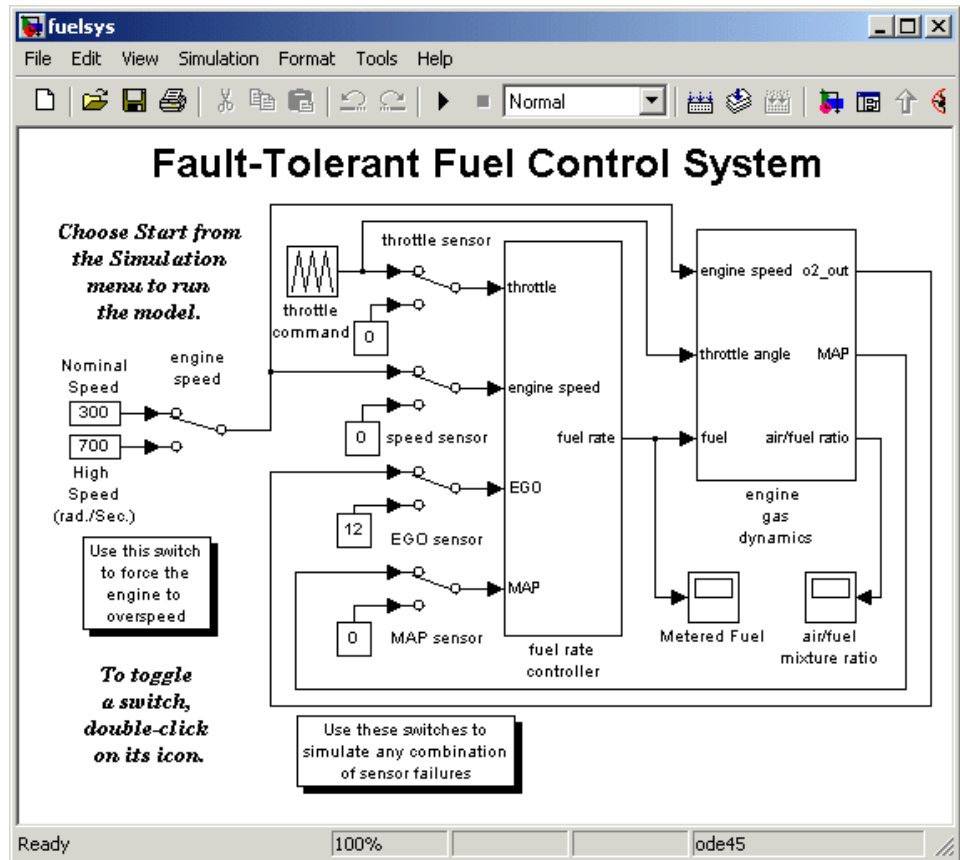 fuelsys
File Edit View Simulation Format Tools Help
Normal
Fault-Tolerant Fuel Control System
Choose Start from
the Simulation
menu to run
the model.
throttle sensor
throttle
command
0
throttle
engine speed
o2_out
throttle angle
MAP
Nominal
Speed
300
700
High
Speed
(rad./Sec.)
engine
speed
0
speed sensor
engine speed
fuel rate
fuel
air/fuel ratio
EGO
12
EGO sensor
engine
gas
dynamics
Use this switch
to force the
engine to
overspeed
MAP
0
MAP sensor
fuel rate
controller
Metered Fuel
air/fuel
mixture ratio
To toggle
a switch,
double-click
on its icon.
Use these switches to
simulate any combination
of sensor failures
Ready
100%
ode45